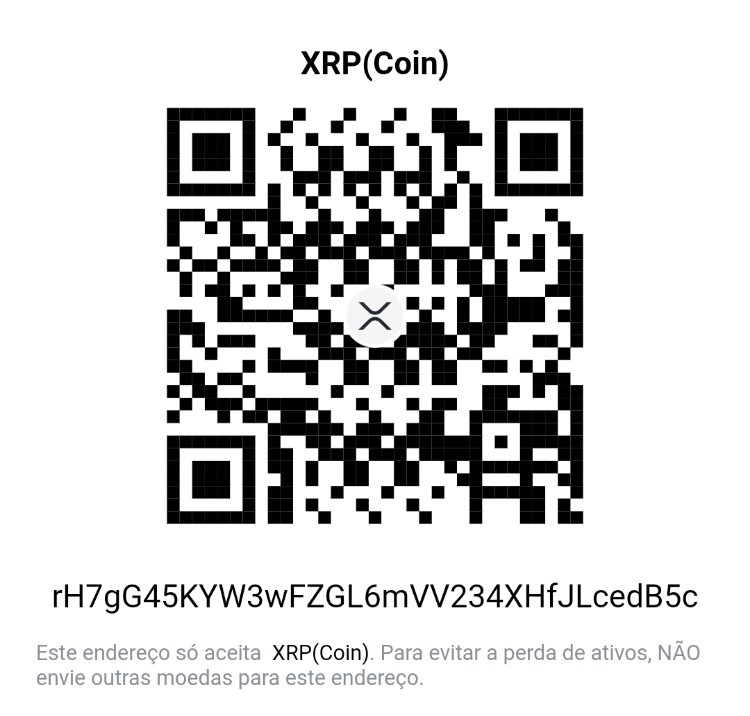 XRP(Coin)
rH7gG45KYW3wFZGL6mVV234XHfJLcedB5c
Este endereço só aceita XRP(Coin). Para evitar a perda de ativos, NÃO
envie outras moedas para este endereço.